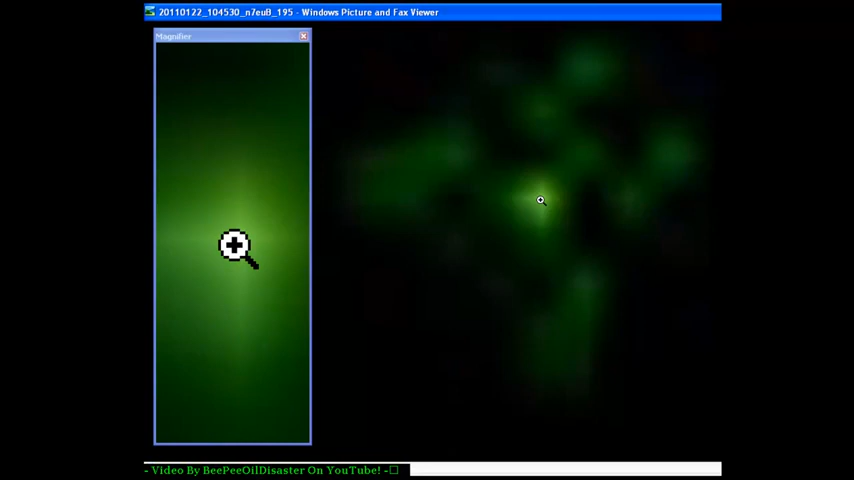 20110122_104530_n7euB_195 - Windows Picture and Fax Viewer
Magnifier
- Video By BeePeeOilDisaster On YouTube! -□